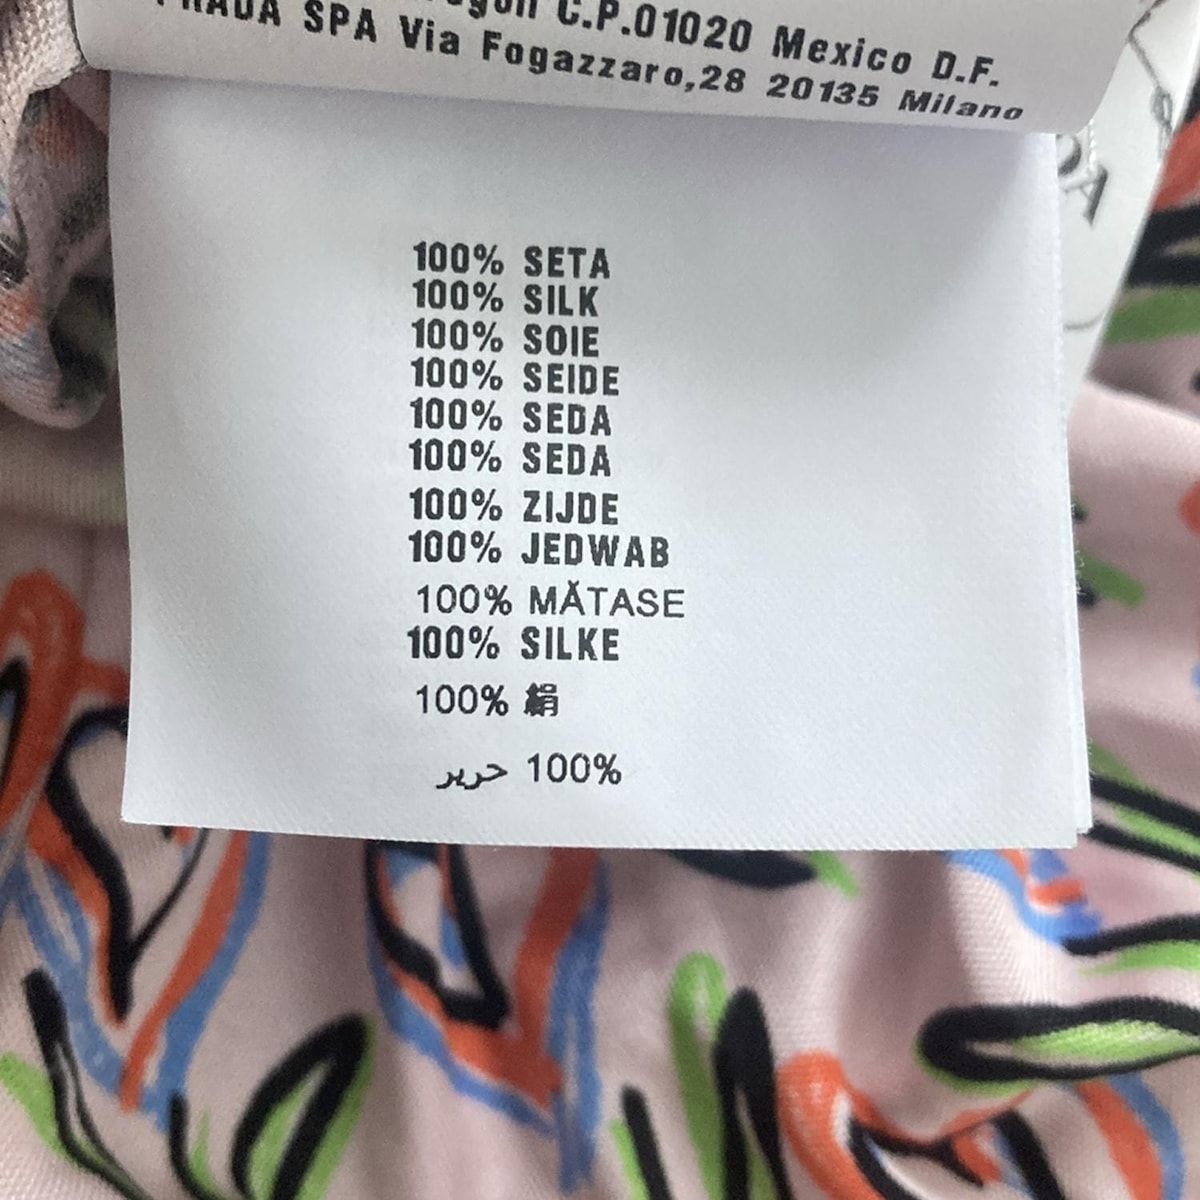 C.P.01020 Mexico D.F.
PRADA SPA Via Fogazzaro,28 20135 Milano
100% SETA
100% SILK
100% SOIE
100% SEIDE
100% SEDA
100% SEDA
100% ZIJDE
100% JEDWAB
100% MĂTASE
100% SILKE
100% 絹
100% حرير